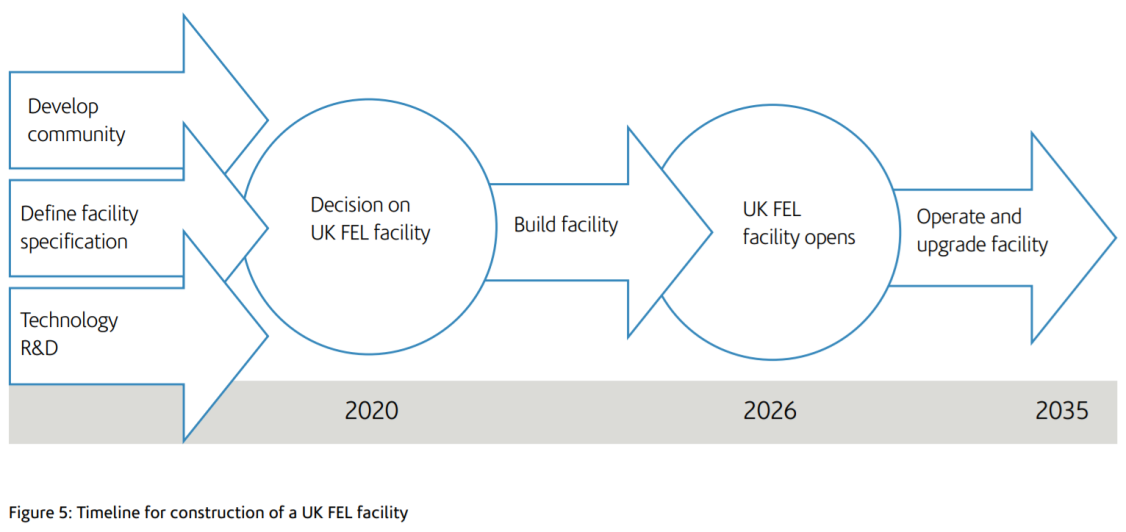 Develop
community
Define facility
specification
Technology
R&D
Decision on
UK FEL facility
Build facility
UK FEL
facility opens
Operate and
upgrade facility
2020
2026
2035
Figure 5: Timeline for construction of a UK FEL facility